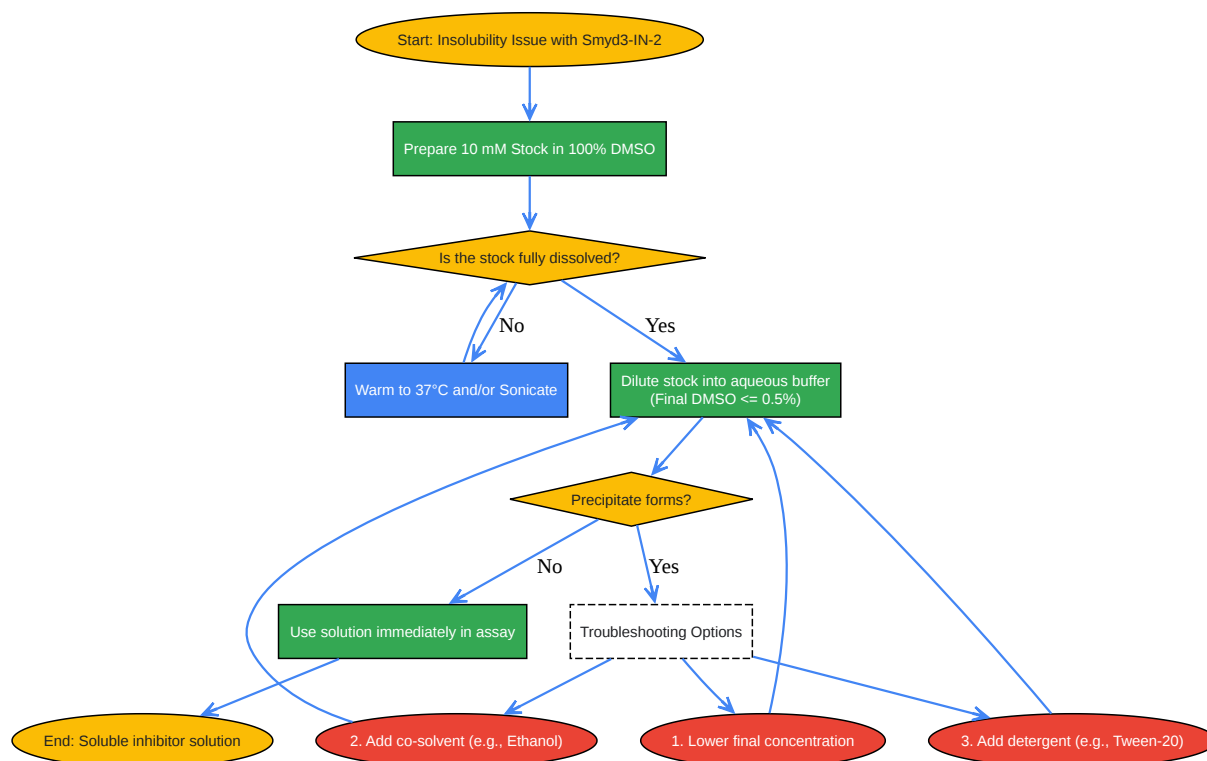 Start: Insolubility Issue with Smyd3-IN-2
Prepare 10 mM Stock in 100% DMSO
Is the stock fully dissolved?
No
Yes
Warm to 37°C and/or Sonicate
Dilute stock into aqueous buffer
(Final DMSO <= 0.5%)
Precipitate forms?
No
Yes
Use solution immediately in assay
Troubleshooting Options
End: Soluble inhibitor solution
2. Add co-solvent (e.g., Ethanol)
1. Lower final concentration
3. Add detergent (e.g., Tween-20)